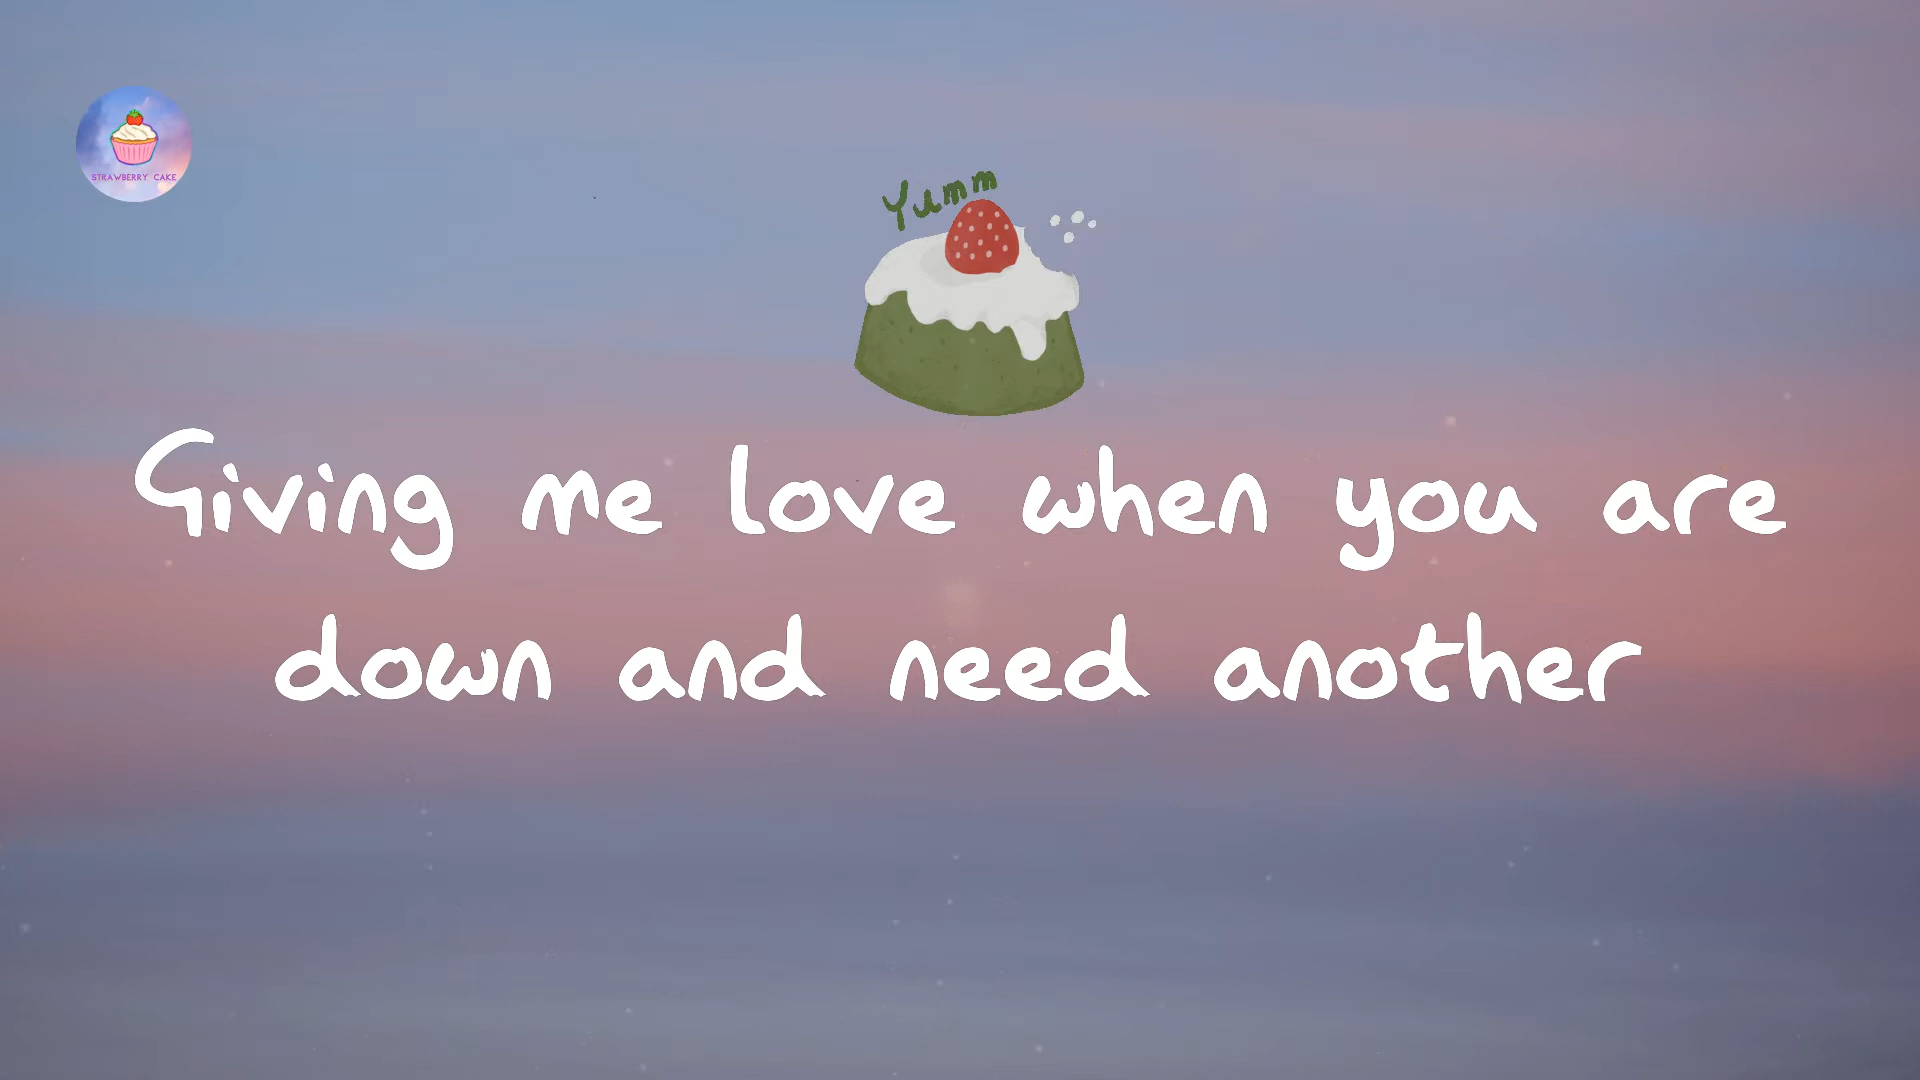 STRAWBERRY CAKE
Yumm
Giving me love when you are
down and need another